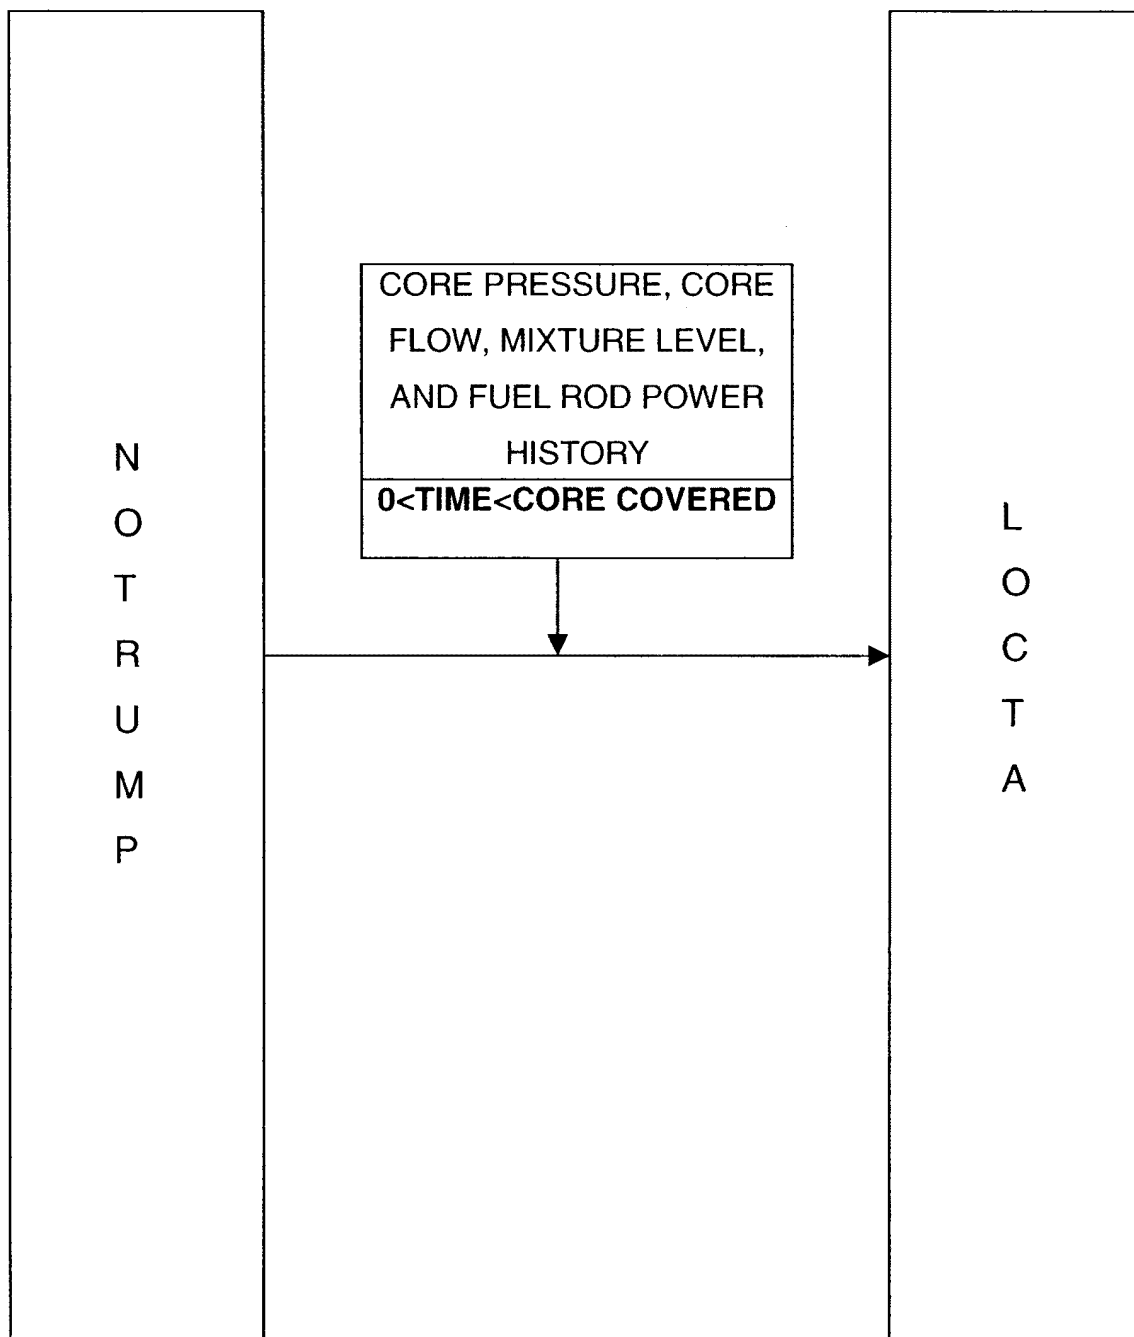 N
O
T
R
U
M
P
CORE PRESSURE, CORE
FLOW, MIXTURE LEVEL,
AND FUEL ROD POWER
HISTORY
0<TIME<CORE COVERED
L
O
C
T
A